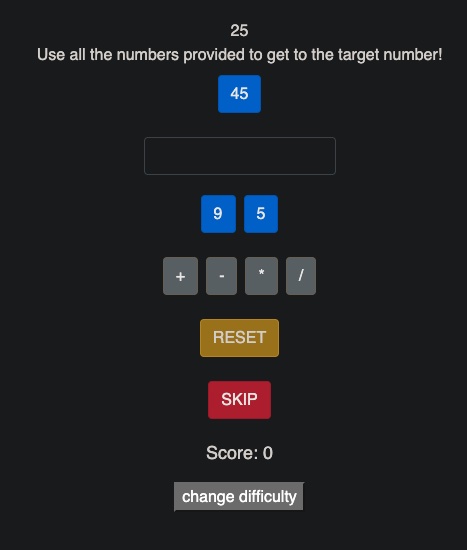 25
Use all the numbers provided to get to the target number!
45
9 5
+ - * /
RESET
SKIP
Score: 0
change difficulty